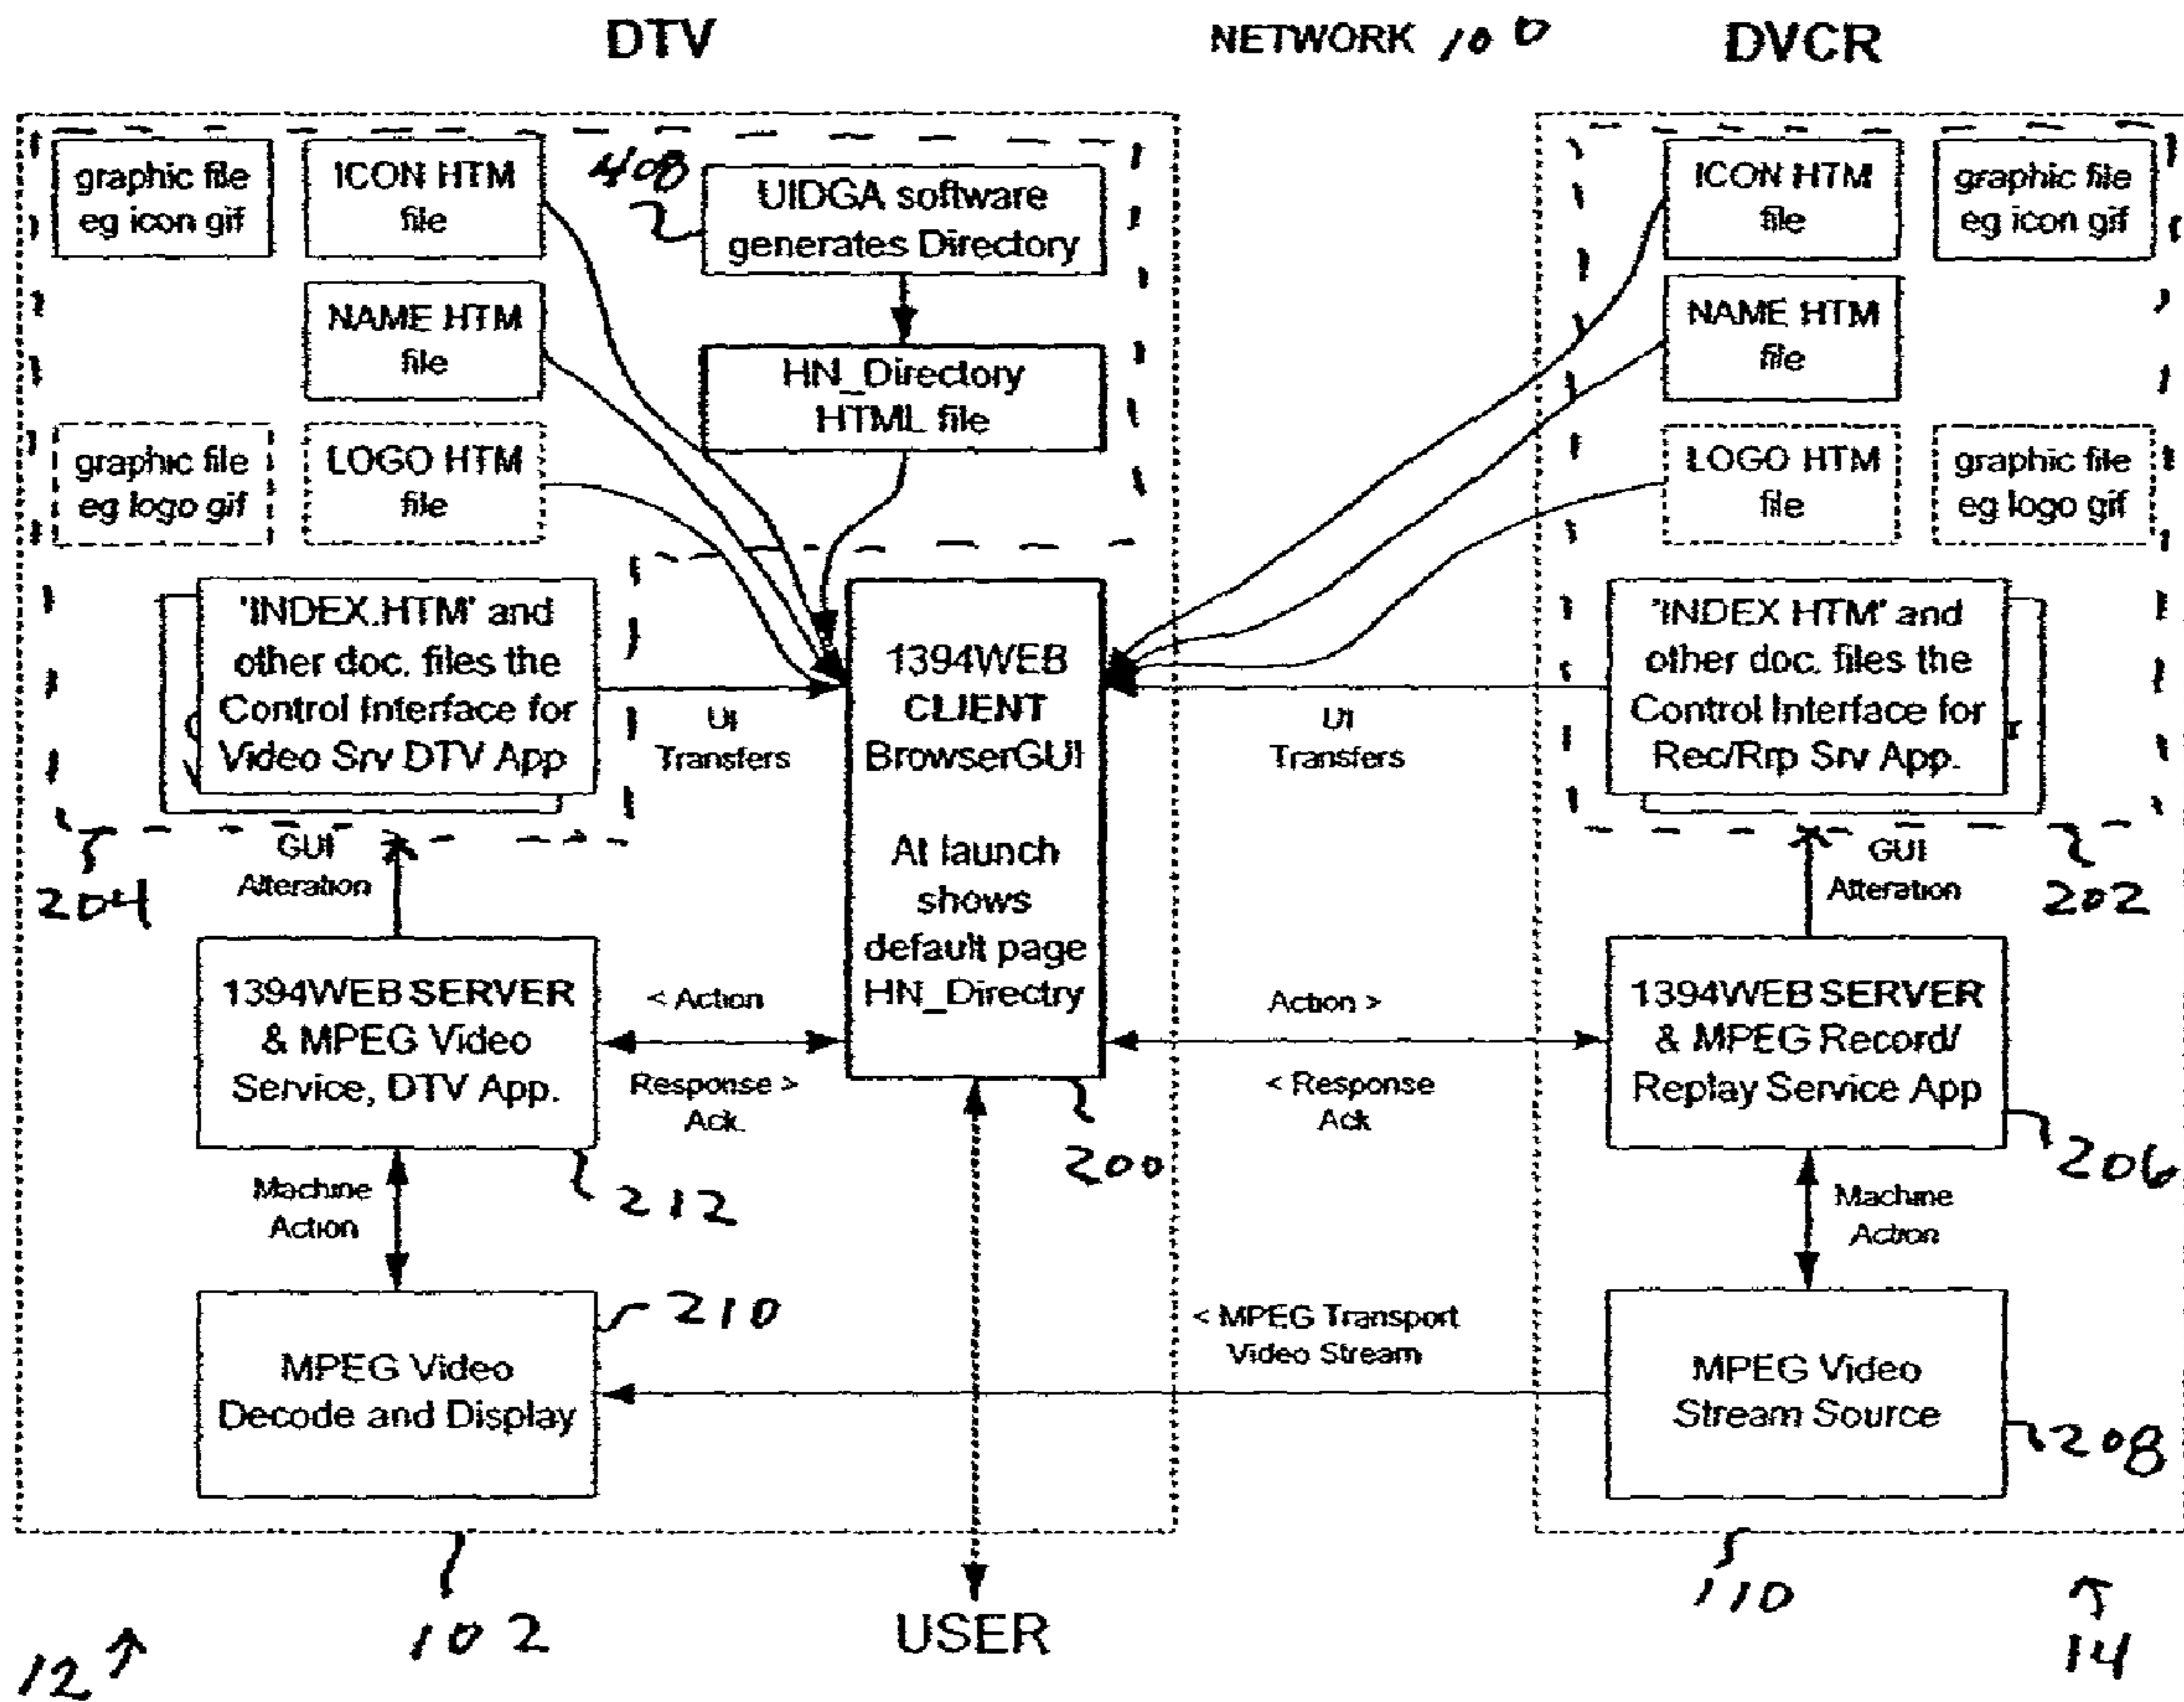 DTV
NETWORK 100
DVCR
graphic file
eg icon gif
ICON HTM
file
408
UIDGA software
generates Directory
NAME HTM
file
HN_Directory
HTML file
graphic file
eg logo gif
LOGO HTM
file
ICON HTM
file
graphic file
eg icon gif
NAME HTM
file
LOGO HTM
file
graphic file
eg logo gif
'INDEX.HTM' and
other doc. files the
Control Interface for
Video Srv DTV App
UI
Transfers
1394WEB
CLIENT
BrowserGUI
At launch
shows
default page
HN_Directry
UI
Transfers
'INDEX HTM' and
other doc. files the
Control Interface for
Rec/Rrp Srv App.
204
GUI
Alteration
GUI
Alteration
202
1394WEB SERVER
& MPEG Video
Service, DTV App.
< Action
Response >
Ack.
Action >
< Response
Ack
1394WEB SERVER
& MPEG Record/
Replay Service App
200
206
212
Machine
Action
Machine
Action
210
MPEG Video
Decode and Display
< MPEG Transport
Video Stream
MPEG Video
Stream Source
208
12
102
USER
110
14